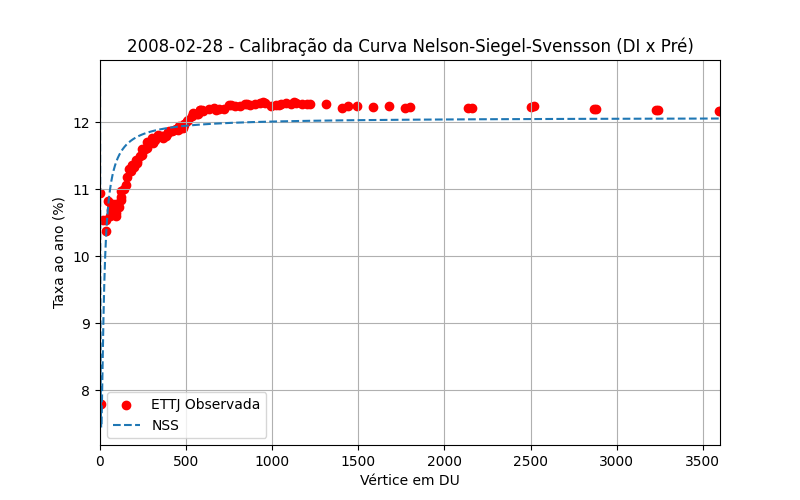 2008-02-28 - Calibração da Curva Nelson-Siegel-Svensson (DI x Pré)
12
11
10
9
8
Taxa ao ano (%)
ETTJ Observada
NSS
0 500 1000 1500 2000 2500 3000 3500
Vértice em DU